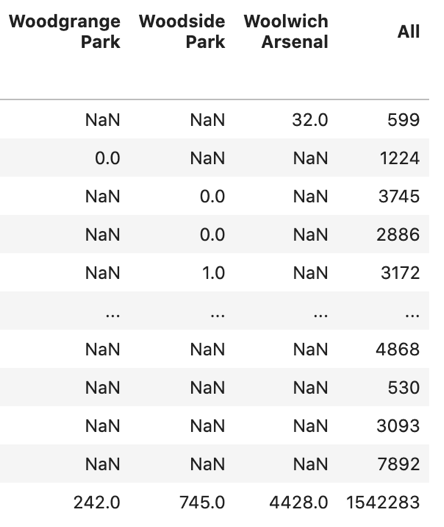 Woodgrange Park Woodside Park Woolwich Arsenal All
NaN NaN 32.0 599
0.0 NaN NaN 1224
NaN 0.0 NaN 3745
NaN 0.0 NaN 2886
NaN 1.0 NaN 3172
... ... ... ...
NaN NaN NaN 4868
NaN NaN NaN 530
NaN NaN NaN 3093
NaN NaN NaN 7892
242.0 745.0 4428.0 1542283